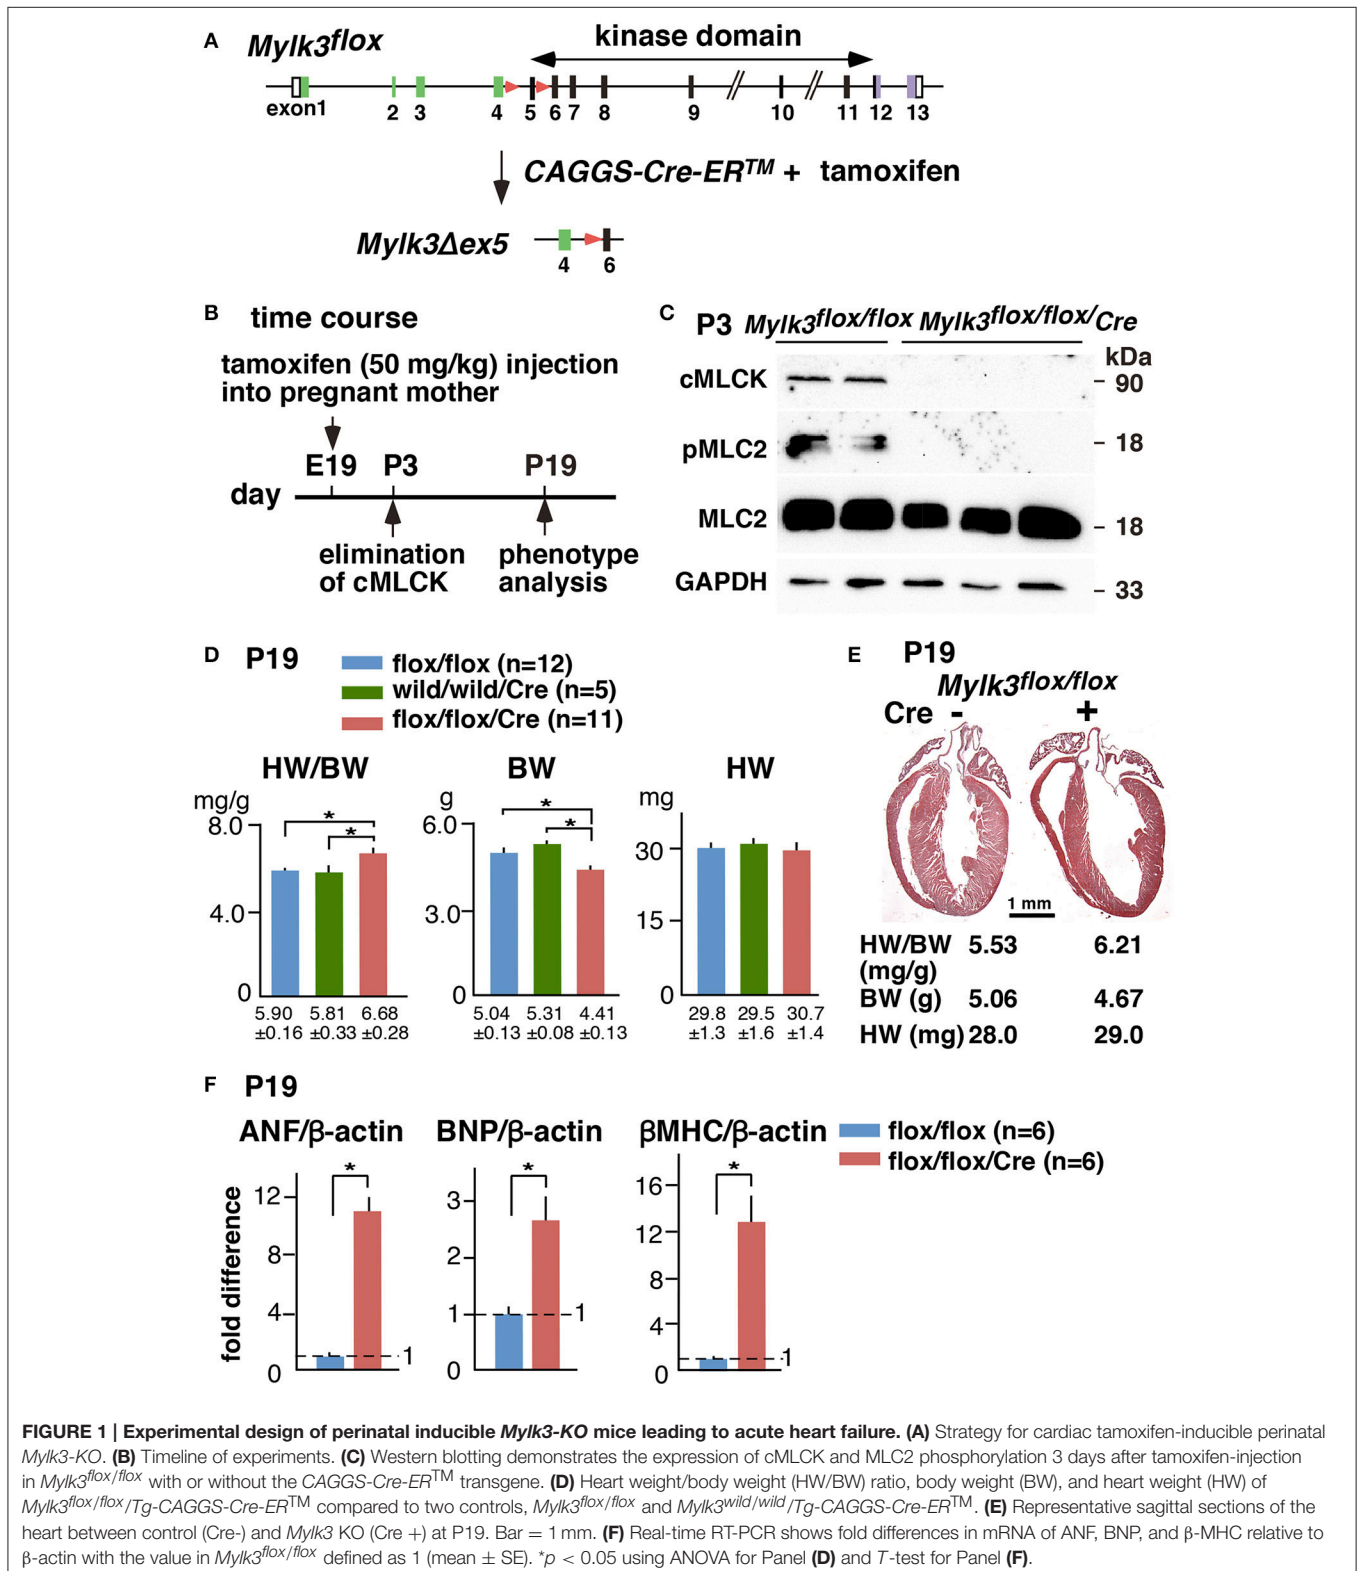 A Mylk3flox kinase domain
exon1 2 3 4 5 6 7 8 9 10 11 12 13
CAGGS-Cre-ERTM + tamoxifen
Mylk3Δex5
4 6
B time course
tamoxifen (50 mg/kg) injection
into pregnant mother
E19 P3 P19
day
elimination phenotype
of cMLCK analysis
C P3 Mylk3flox/flox Mylk3flox/flox/Cre
kDa
cMLCK - 90
pMLC2 - 18
MLC2 - 18
GAPDH - 33
D P19
flox/flox (n=12)
wild/wild/Cre (n=5)
flox/flox/Cre (n=11)
HW/BW BW HW
mg/g g mg
8.0 6.0
* * * *
30
4.0 3.0 15
0 0 0
5.90 5.81 6.68 5.04 5.31 4.41 29.8 29.5 30.7
±0.16 ±0.33 ±0.28 ±0.13 ±0.08 ±0.13 ±1.3 ±1.6 ±1.4
E P19
Mylk3flox/flox
Cre - +
1 mm
HW/BW 5.53 6.21
(mg/g)
BW (g) 5.06 4.67
HW (mg) 28.0 29.0
F P19
ANF/β-actin BNP/β-actin βMHC/β-actin
flox/flox (n=6)
flox/flox/Cre (n=6)
fold difference
* * *
12
8
4
1
0
3
2
1 1
0
16
12
8
4
1
0
FIGURE 1 | Experimental design of perinatal inducible Mylk3-KO mice leading to acute heart failure. (A) Strategy for cardiac tamoxifen-inducible perinatal
Mylk3-KO. (B) Timeline of experiments. (C) Western blotting demonstrates the expression of cMLCK and MLC2 phosphorylation 3 days after tamoxifen-injection
in Mylk3flox/flox with or without the CAGGS-Cre-ERTM transgene. (D) Heart weight/body weight (HW/BW) ratio, body weight (BW), and heart weight (HW) of
Mylk3flox/flox/Tg-CAGGS-Cre-ERTM compared to two controls, Mylk3flox/flox and Mylk3wild/wild/Tg-CAGGS-Cre-ERTM. (E) Representative sagittal sections of the
heart between control (Cre-) and Mylk3 KO (Cre +) at P19. Bar = 1 mm. (F) Real-time RT-PCR shows fold differences in mRNA of ANF, BNP, and β-MHC relative to
β-actin with the value in Mylk3flox/flox defined as 1 (mean ± SE). *p < 0.05 using ANOVA for Panel (D) and T-test for Panel (F).